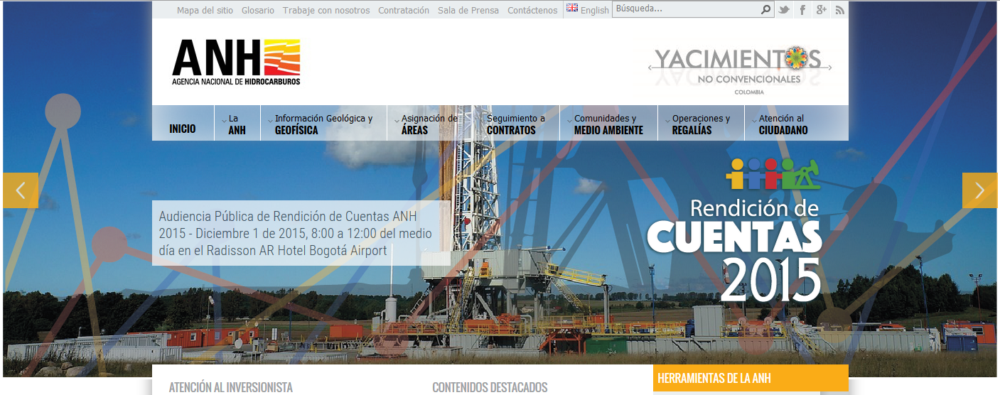 Mapa del sitio Glosario Trabaje con nosotros Contratación Sala de Prensa Contáctenos English Búsqueda...
ANH
AGENCIA NACIONAL DE HIDROCARBUROS
YACIMIENTOS
NO CONVENCIONALES
COLOMBIA
INICIO
La
ANH
Información Geológica y
GEOFÍSICA
Asignación de
ÁREAS
Seguimiento a
CONTRATOS
Comunidades y
MEDIO AMBIENTE
Operaciones y
REGALÍAS
Atención al
CIUDADANO
Audiencia Pública de Rendición de Cuentas ANH
2015 - Diciembre 1 de 2015, 8:00 a 12:00 del medio
día en el Radisson AR Hotel Bogotá Airport
Rendición de
CUENTAS
2015
ATENCIÓN AL INVERSIONISTA
CONTENIDOS DESTACADOS
HERRAMIENTAS DE LA ANH